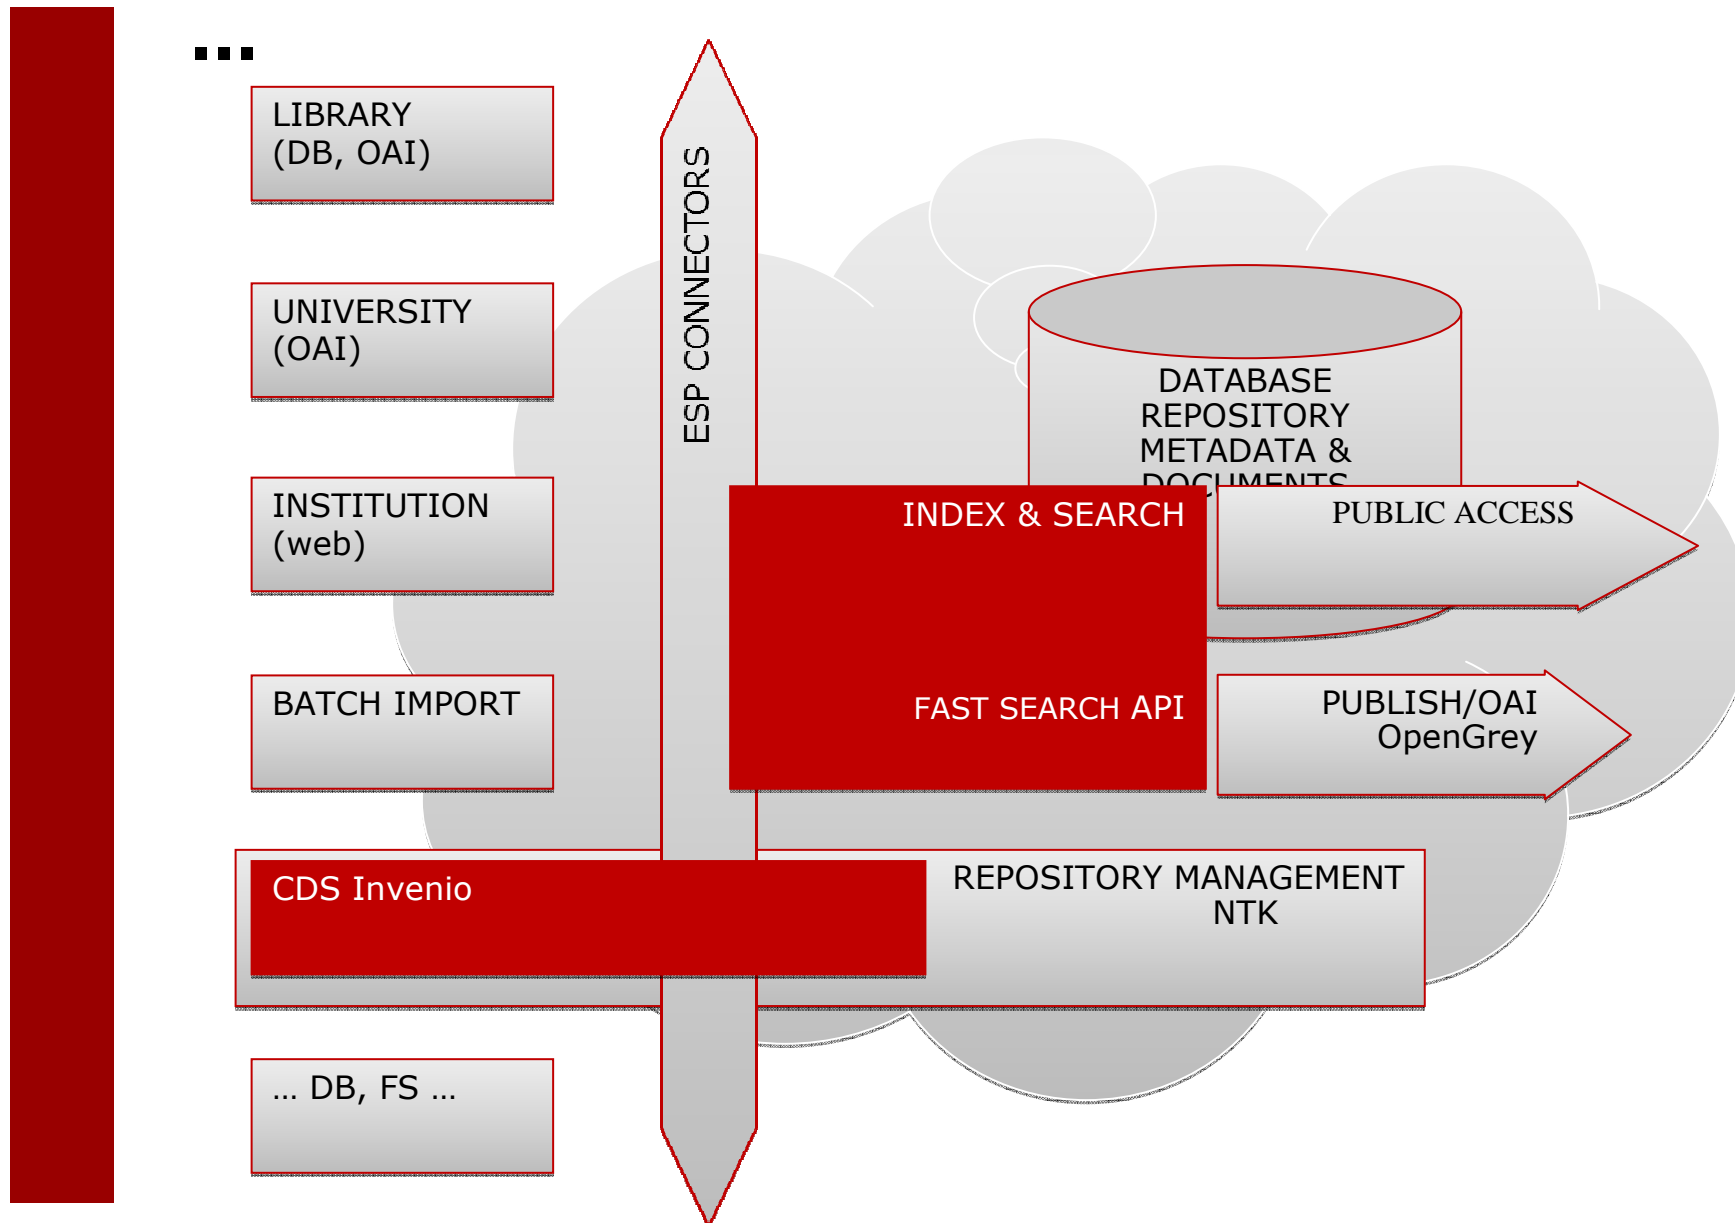 ...
LIBRARY
(DB, OAI)
UNIVERSITY
(OAI)
INSTITUTION
(web)
BATCH IMPORT
CDS Invenio
... DB, FS ...
ESP CONNECTORS
DATABASE
REPOSITORY
METADATA &
DOCUMENTS
INDEX & SEARCH
FAST SEARCH API
PUBLIC ACCESS
PUBLISH/OAI
OpenGrey
REPOSITORY MANAGEMENT
NTK